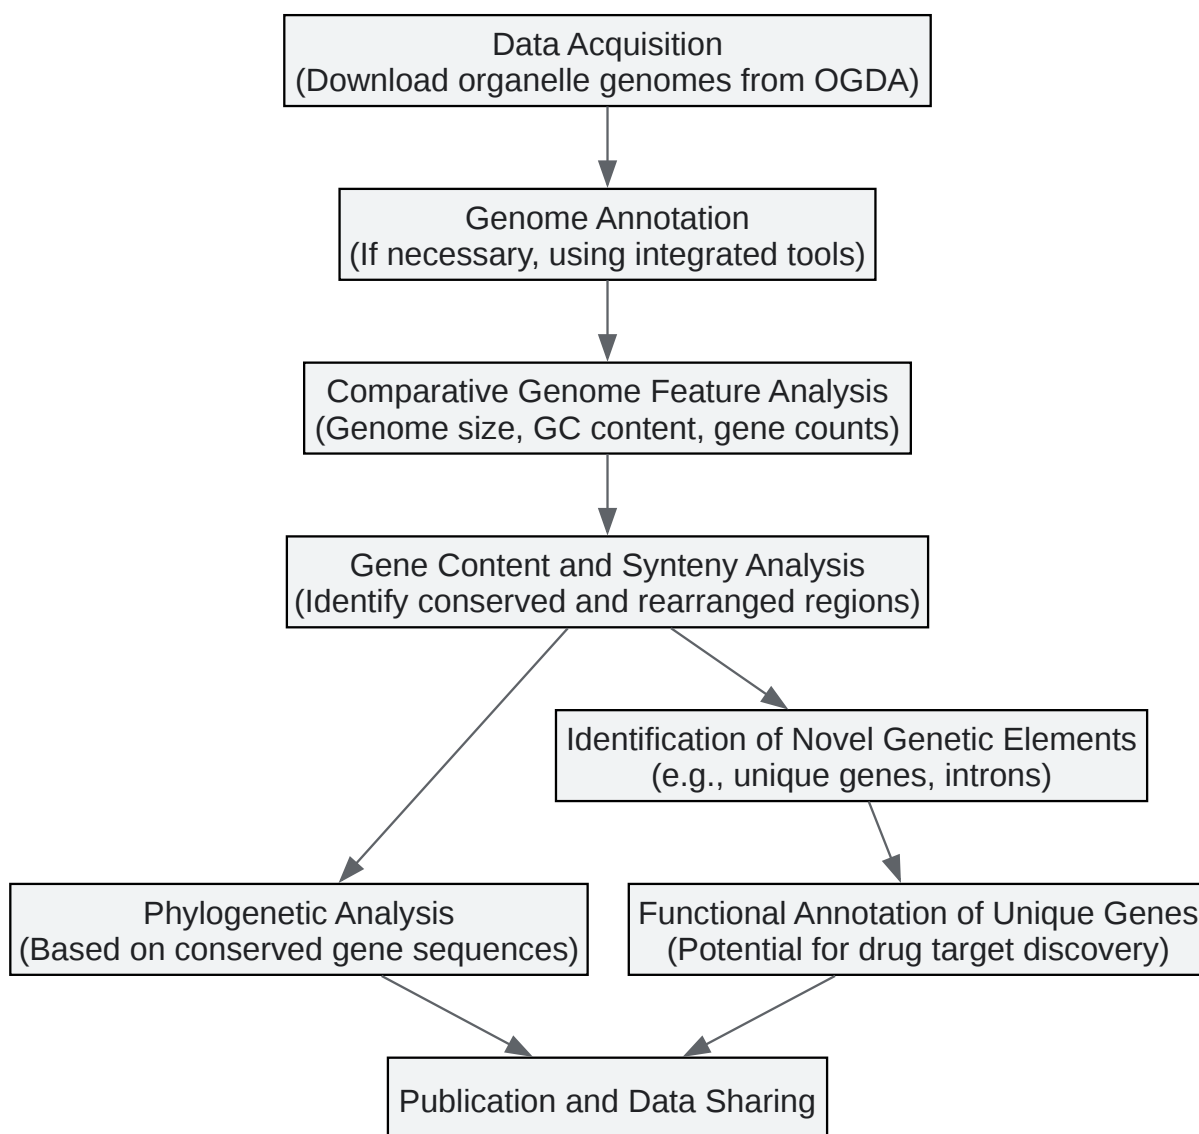 Data Acquisition
(Download organelle genomes from OGDA)
Genome Annotation
(If necessary, using integrated tools)
Comparative Genome Feature Analysis
(Genome size, GC content, gene counts)
Gene Content and Synteny Analysis
(Identify conserved and rearranged regions)
Identification of Novel Genetic Elements
(e.g., unique genes, introns)
Phylogenetic Analysis
(Based on conserved gene sequences)
Functional Annotation of Unique Genes
(Potential for drug target discovery)
Publication and Data Sharing